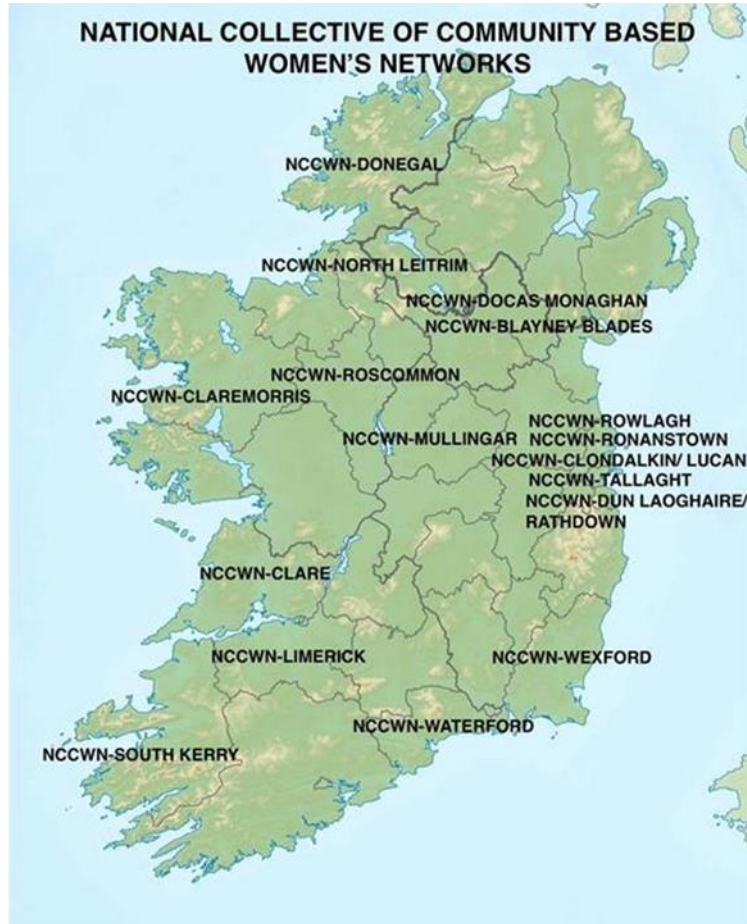 NATIONAL COLLECTIVE OF COMMUNITY BASED
WOMEN'S NETWORKS
NCCWN-DONEGAL
NCCWN-NORTH LEITRIM
NCCWN-DOCAS MONAGHAN
NCCWN-BLAYNEY BLADES
NCCWN-ROSCOMMON
NCCWN-CLAREMORRIS
NCCWN-ROWLAGH
NCCWN-MULLINGAR
NCCWN-RONANSTOWN
NCCWN-CLONDALKIN/ LUCAN
NCCWN-TALLAGHT
NCCWN-DUN LAOGHAIRE/
RATHDOWN
NCCWN-CLARE
NCCWN-LIMERICK
NCCWN-WEXFORD
NCCWN-WATERFORD
NCCWN-SOUTH KERRY